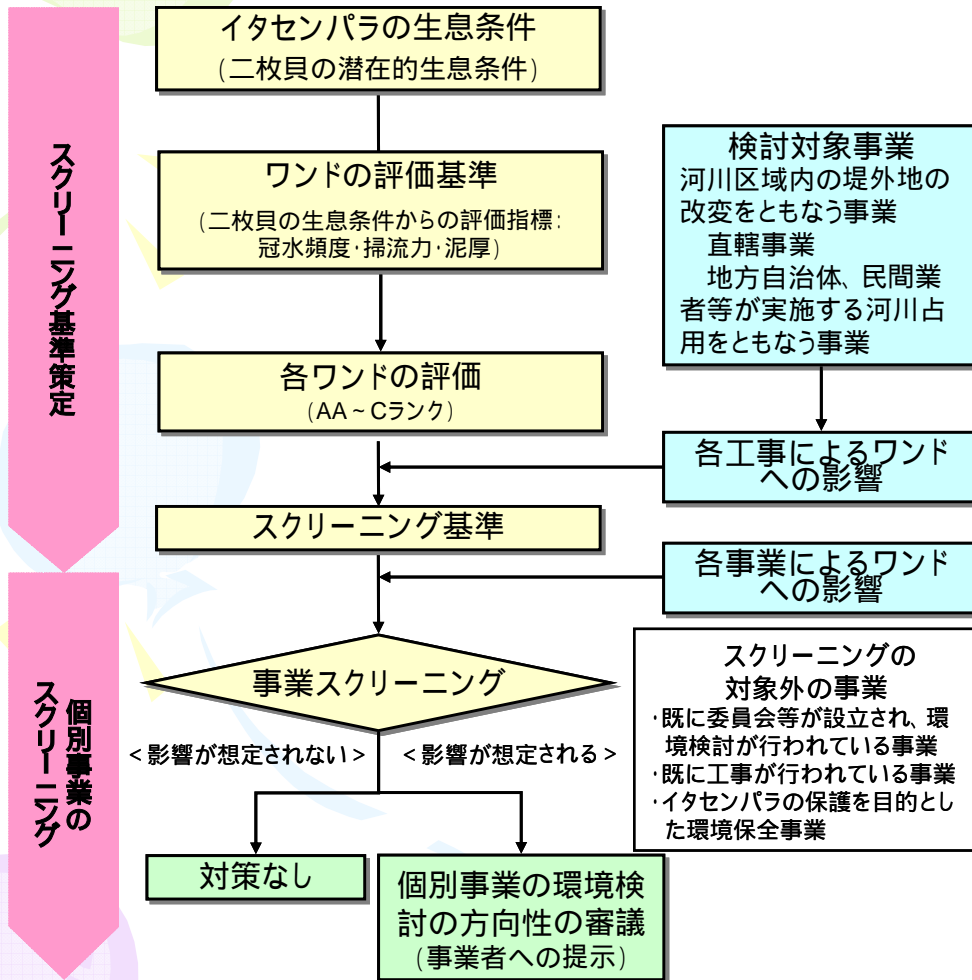 スクリーニング基準策定
イタセンパラの生息条件
(二枚貝の潜在的生息条件)
ワンドの評価基準
(二枚貝の生息条件からの評価指標:
冠水頻度・掃流力・泥厚)
各ワンドの評価
(AA~Cランク)
スクリーニング基準
検討対象事業
河川区域内の堤外地の
改変をともなう事業
直轄事業
地方自治体、民間業
者等が実施する河川占
用をともなう事業
各工事によるワンド
への影響
各事業によるワンド
への影響
個別事業の
スクリーニング
事業スクリーニング
<影響が想定されない>
<影響が想定される>
対策なし
個別事業の環境検
討の方向性の審議
(事業者への提示)
スクリーニングの
対象外の事業
・既に委員会等が設立され、環
境検討が行われている事業
・既に工事が行われている事業
・イタセンパラの保護を目的とし
た環境保全事業